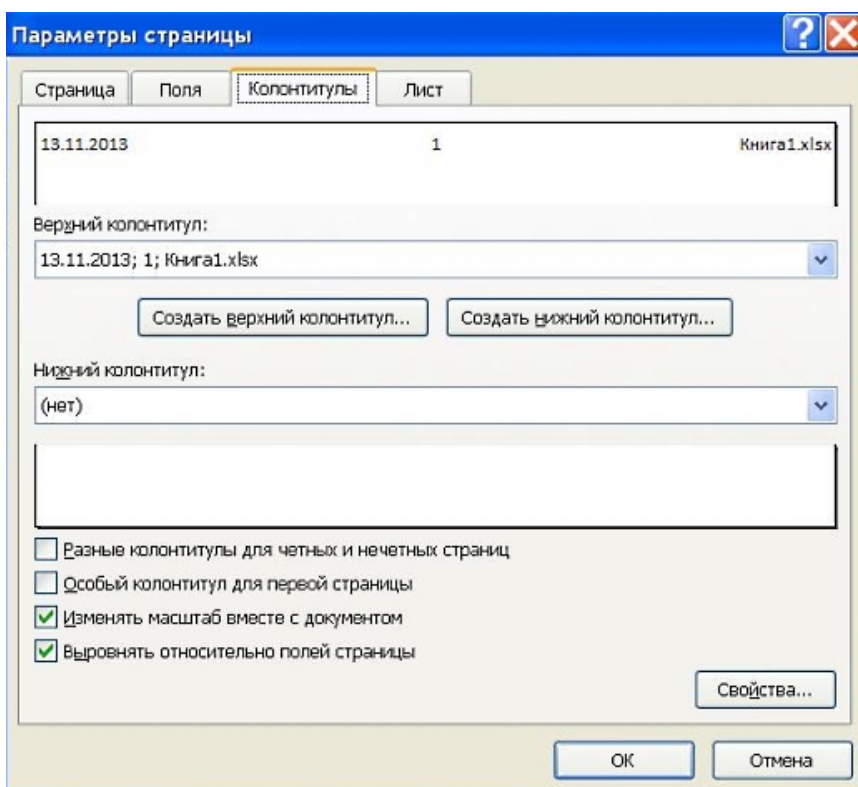 Параметры страницы
Страница Поля Колонтитулы Лист
13.11.2013 1 Книга1.xlsx
Верхний колонтитул:
13.11.2013; 1; Книга1.xlsx
Создать верхний колонтитул... Создать нижний колонтитул...
Нижний колонтитул:
(нет)
Разные колонтитулы для четных и нечетных страниц
Особый колонтитул для первой страницы
Изменять масштаб вместе с документом
Выровнять относительно полей страницы
Свойства...
ОК Отмена